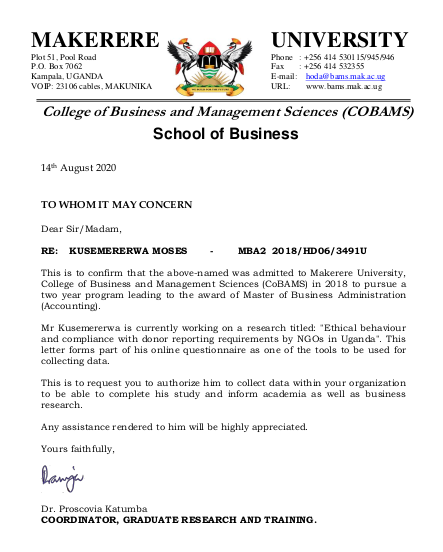 MAKERERE UNIVERSITY
Plot 51, Pool Road Phone : +256 414 530115/945/946
P.O. Box 7062 Fax : +256 414 532355
Kampala, UGANDA E-mail: hoda@bams.mak.ac.ug
VOIP: 23106 cables, MAKUNIKA URL: www.bams.mak.ac.ug
College of Business and Management Sciences (COBAMS)
School of Business
14th August 2020
TO WHOM IT MAY CONCERN
Dear Sir/Madam,
RE: KUSEMERERWA MOSES - MBA2 2018/HD06/3491U
This is to confirm that the above-named was admitted to Makerere University,
College of Business and Management Sciences (CoBAMS) in 2018 to pursue a
two year program leading to the award of Master of Business Administration
(Accounting).
Mr Kusemererwa is currently working on a research titled: "Ethical behaviour
and compliance with donor reporting requirements by NGOs in Uganda". This
letter forms part of his online questionnaire as one of the tools to be used for
collecting data.
This is to request you to authorize him to collect data within your organization
to be able to complete his study and inform academia as well as business
research.
Any assistance rendered to him will be highly appreciated.
Yours faithfully,
Dr. Proscovia Katumba
COORDINATOR, GRADUATE RESEARCH AND TRAINING.